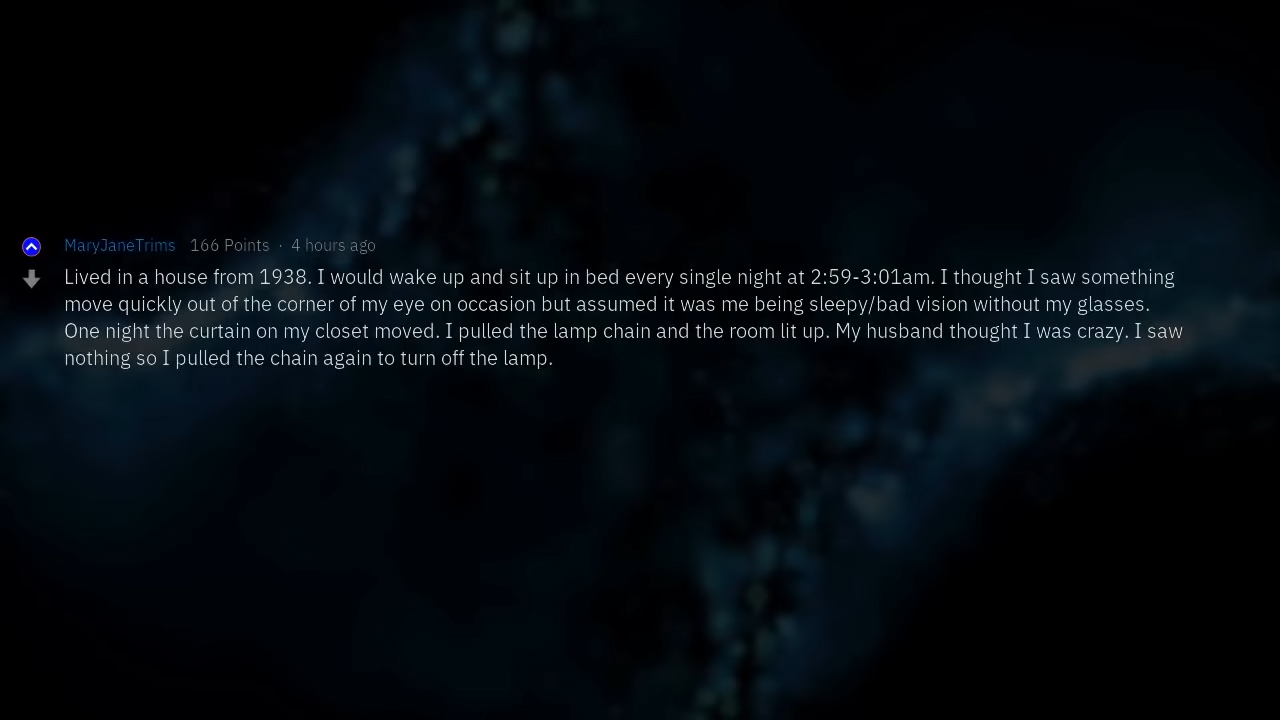 MaryJaneTrims 166 Points · 4 hours ago
Lived in a house from 1938. I would wake up and sit up in bed every single night at 2:59-3:01am. I thought I saw something
move quickly out of the corner of my eye on occasion but assumed it was me being sleepy/bad vision without my glasses.
One night the curtain on my closet moved. I pulled the lamp chain and the room lit up. My husband thought I was crazy. I saw
nothing so I pulled the chain again to turn off the lamp.